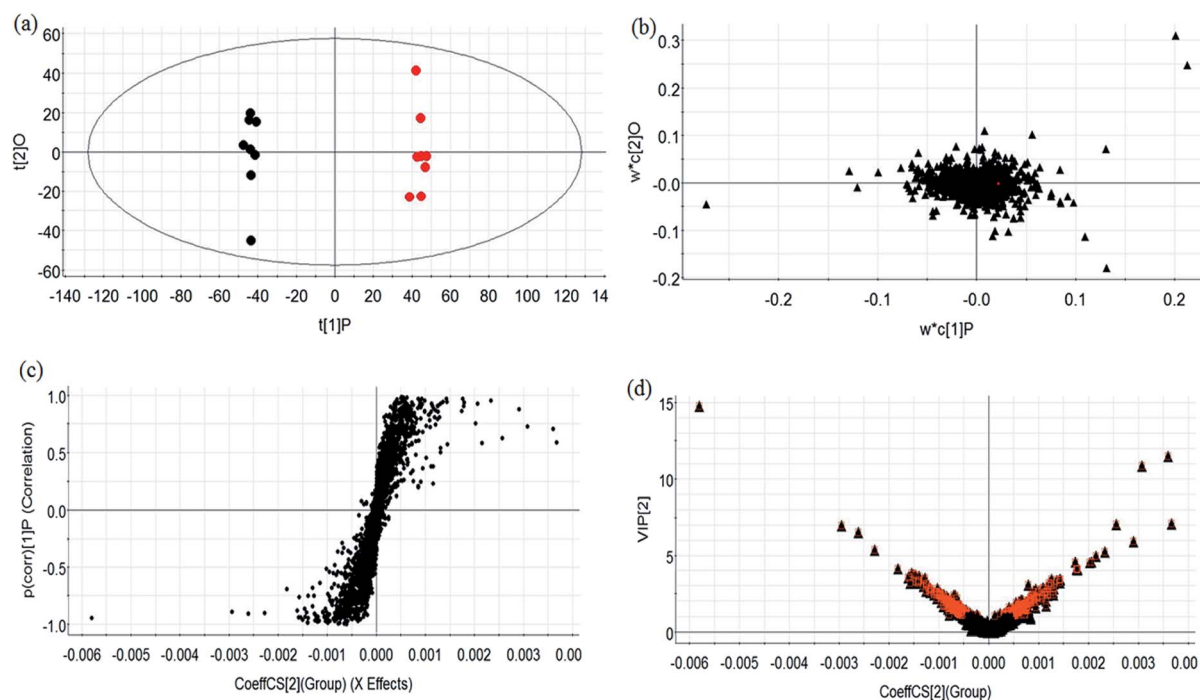 (a)
60
40
20
0
-20
-40
-60
t[2]O
-140 -120 -100 -80 -60 -40 -20 0 20 40 60 80 100 120 14
t[1]P
(b)
0.3
0.2
0.1
-0.0
-0.1
-0.2
w*c[2]O
-0.2 -0.1 -0.0 0.1 0.2
w*c[1]P
(c)
1.0
0.5
0.0
-0.5
-1.0
p(corr)[1]P (Correlation)
-0.006 -0.005 -0.004 -0.003 -0.002 -0.001 0.000 0.001 0.002 0.003 0.00
CoeffCS[2](Group) (X Effects)
(d)
15
10
5
0
VIP[2]
-0.006 -0.005 -0.004 -0.003 -0.002 -0.001 0.000 0.001 0.002 0.003 0.00
CoeffCS[2](Group)